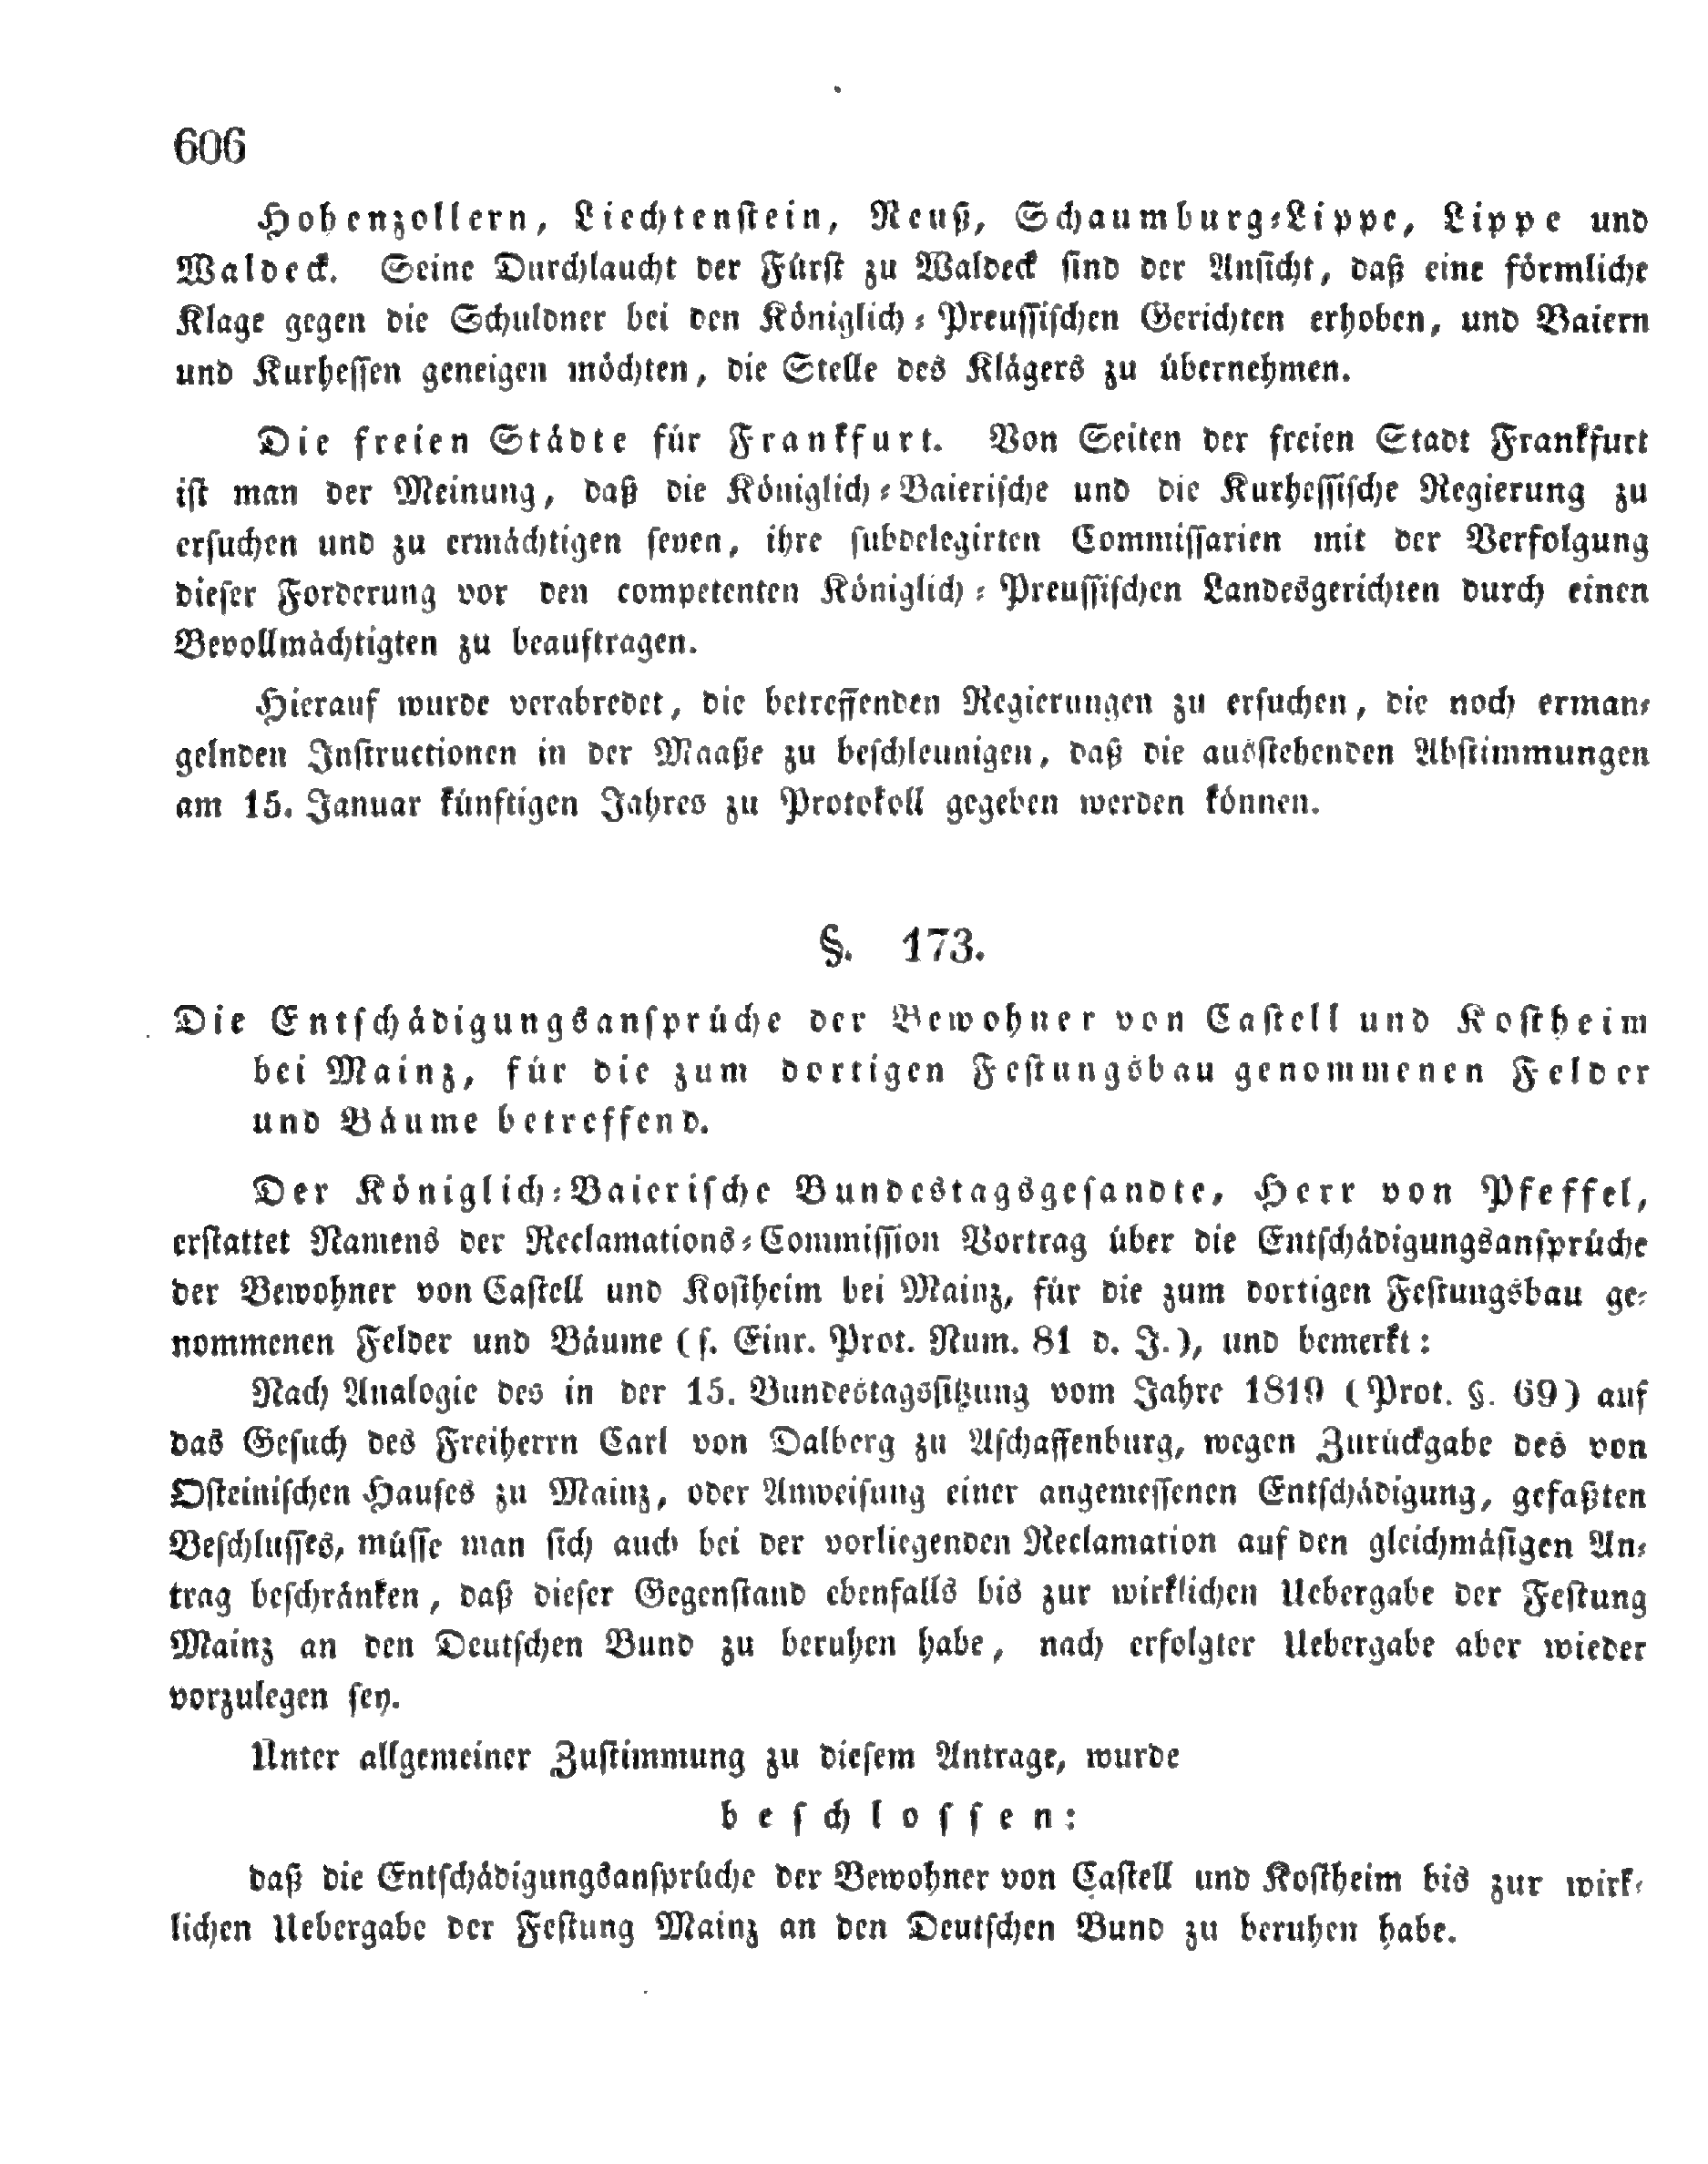 606
Hohenzollern, Liechtenstein, Reuß, Schaumburg-Lippe, Lippe und
Waldeck. Seine Durchlaucht der Fürst zu Waldeck sind der Ansicht, daß eine förmliche
Klage gegen die Schuldner bei den Königlich-Preussischen Gerichten erhoben, und Baiern
und Kurhessen geneigen möchten, die Stelle des Klägers zu übernehmen.
Die freien Städte für Frankfurt. Von Seiten der freien Stadt Frankfurt
ist man der Meinung, daß die Königlich-Baierische und die Kurhessische Regierung zu
ersuchen und zu ermächtigen seyen, ihre subdelegirten Commissarien mit der Verfolgung
dieser Forderung vor den competenten Königlich-Preussischen Landesgerichten durch einen
Bevollmächtigten zu beauftragen.
Hierauf wurde verabredet, die betreffenden Regierungen zu ersuchen, die noch erman-
gelnden Instructionen in der Maaße zu beschleunigen, daß die ausstehenden Abstimmungen
am 15. Januar künftigen Jahres zu Protokoll gegeben werden können.
§. 173.
Die Entschädigungsansprüche der Bewohner von Castell und Kostheim
bei Mainz, für die zum dortigen Festungsbau genommenen Felder
und Bäume betreffend.
Der Königlich-Baierische Bundestagsgesandte, Herr von Pfeffel,
erstattet Namens der Reclamations-Commission Vortrag über die Entschädigungsansprüche
der Bewohner von Castell und Kostheim bei Mainz, für die zum dortigen Festungsbau ge-
nommenen Felder und Bäume (s. Einr. Prot. Num. 81 d. J.), und bemerkt:
Nach Analogie des in der 15. Bundestagssitzung vom Jahre 1819 (Prot. §. 69) auf
das Gesuch des Freiherrn Carl von Dalberg zu Aschaffenburg, wegen Zurückgabe des von
Osteinischen Hauses zu Mainz, oder Anweisung einer angemessenen Entschädigung, gefaßten
Beschlusses, müsse man sich auch bei der vorliegenden Reclamation auf den gleichmäsigen An-
trag beschränken, daß dieser Gegenstand ebenfalls bis zur wirklichen Uebergabe der Festung
Mainz an den Deutschen Bund zu beruhen habe, nach erfolgter Uebergabe aber wieder
vorzulegen sey.
Unter allgemeiner Zustimmung zu diesem Antrage, wurde
beschlossen:
daß die Entschädigungsansprüche der Bewohner von Castell und Kostheim bis zur wirk-
lichen Uebergabe der Festung Mainz an den Deutschen Bund zu beruhen habe.